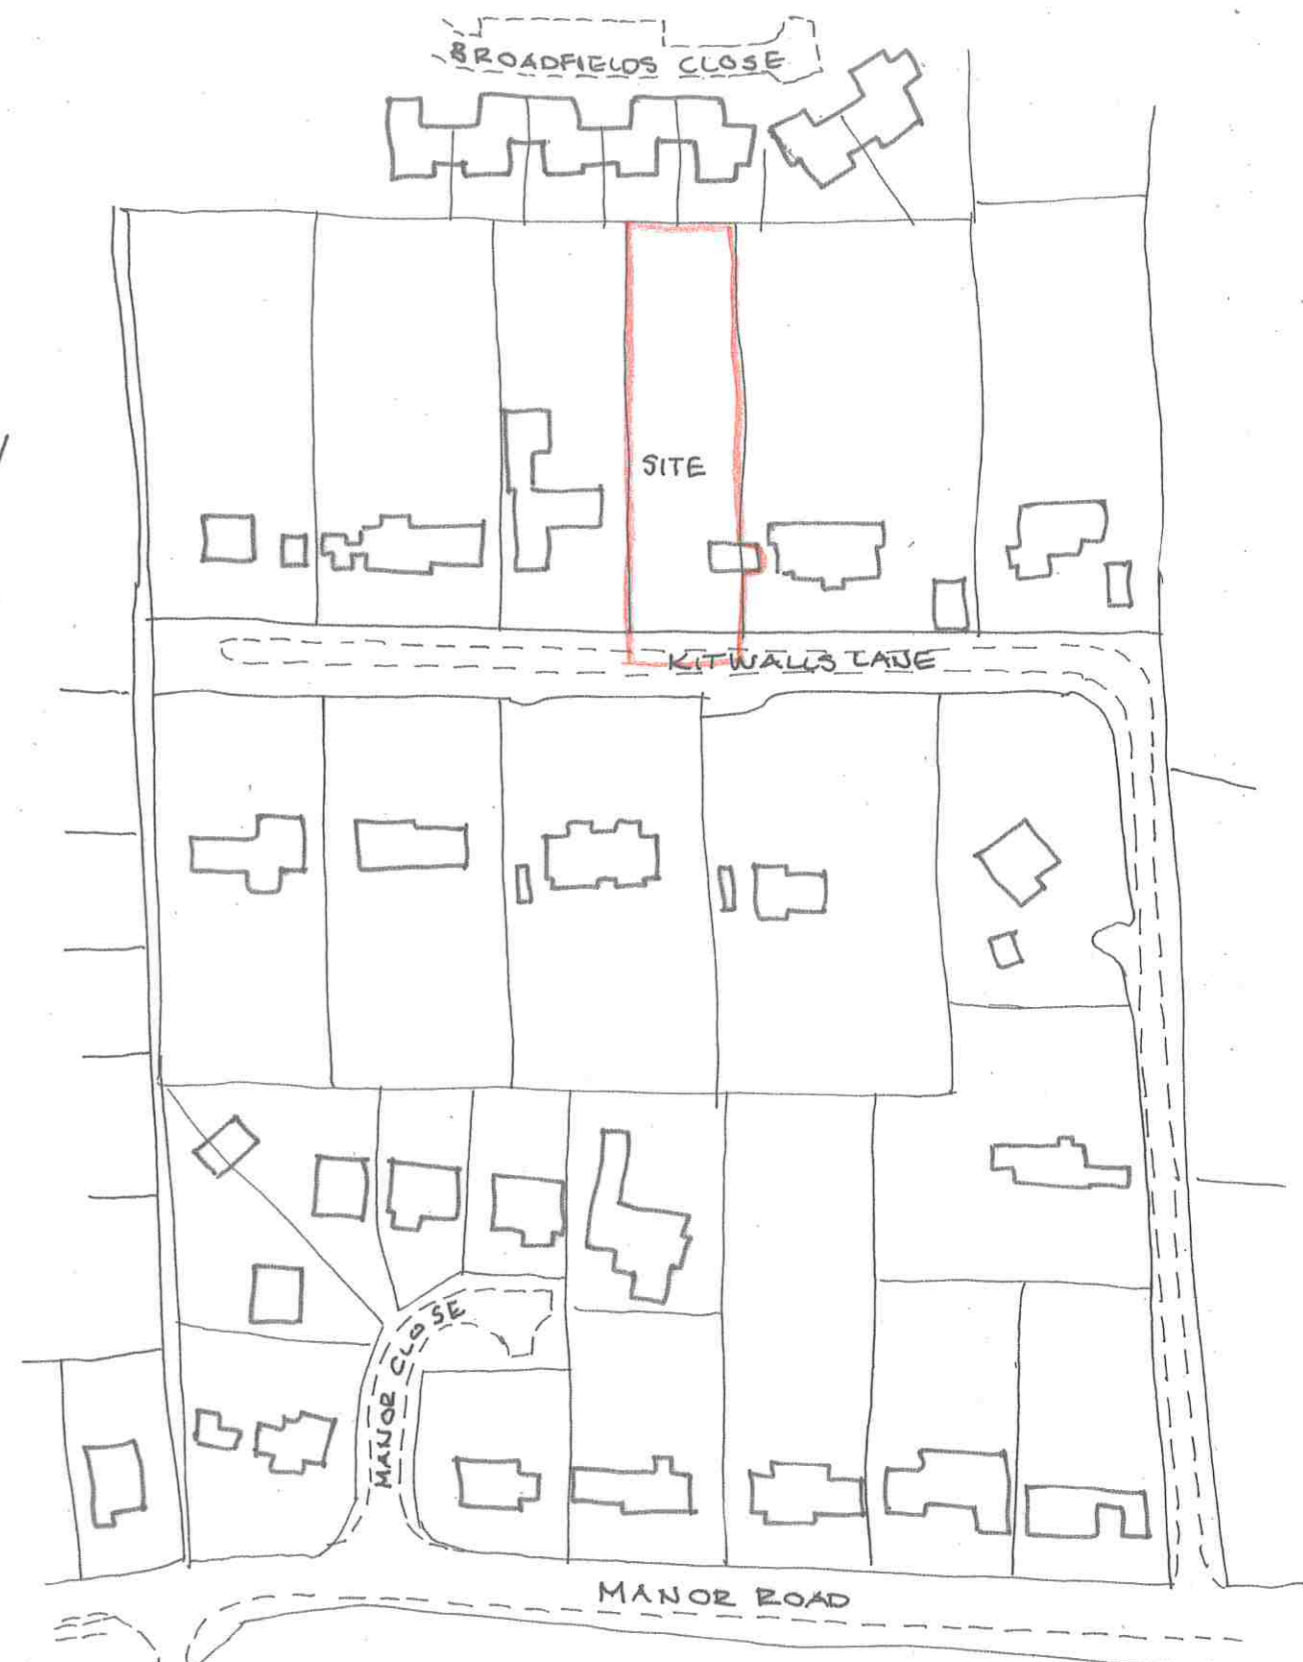 BROADFIELDS CLOSE
SITE
KITWALLS LANE
MANOR CLOSE
MANOR ROAD